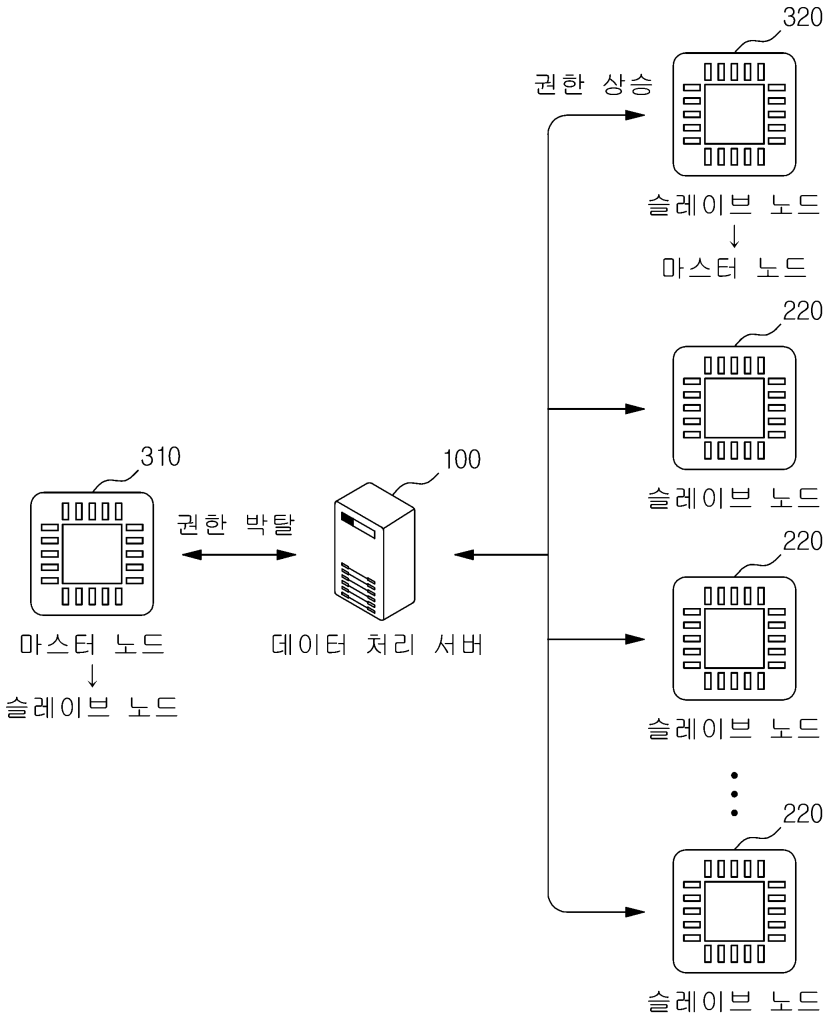 320
권한 상승
슬레이브 노드
↓
마스터 노드
220
슬레이브 노드
310
권한 박탈
마스터 노드
↓
슬레이브 노드
100
데이터 처리 서버
220
슬레이브 노드
220
슬레이브 노드